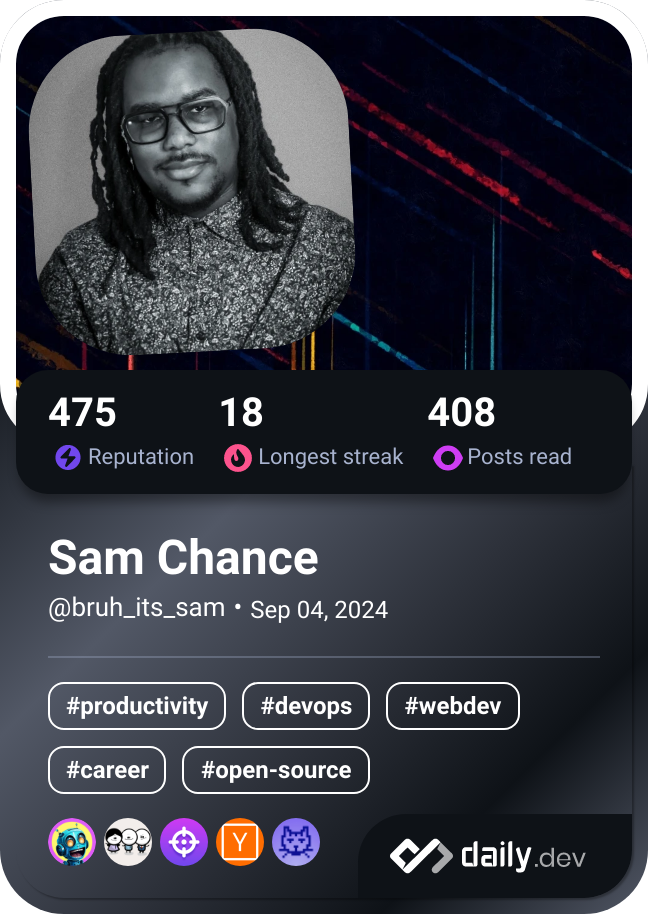 475 18 408
Reputation Longest streak Posts read
Sam Chance
@bruh_its_sam • Sep 04, 2024
#productivity #devops #webdev
#career #open-source
Y
daily.dev